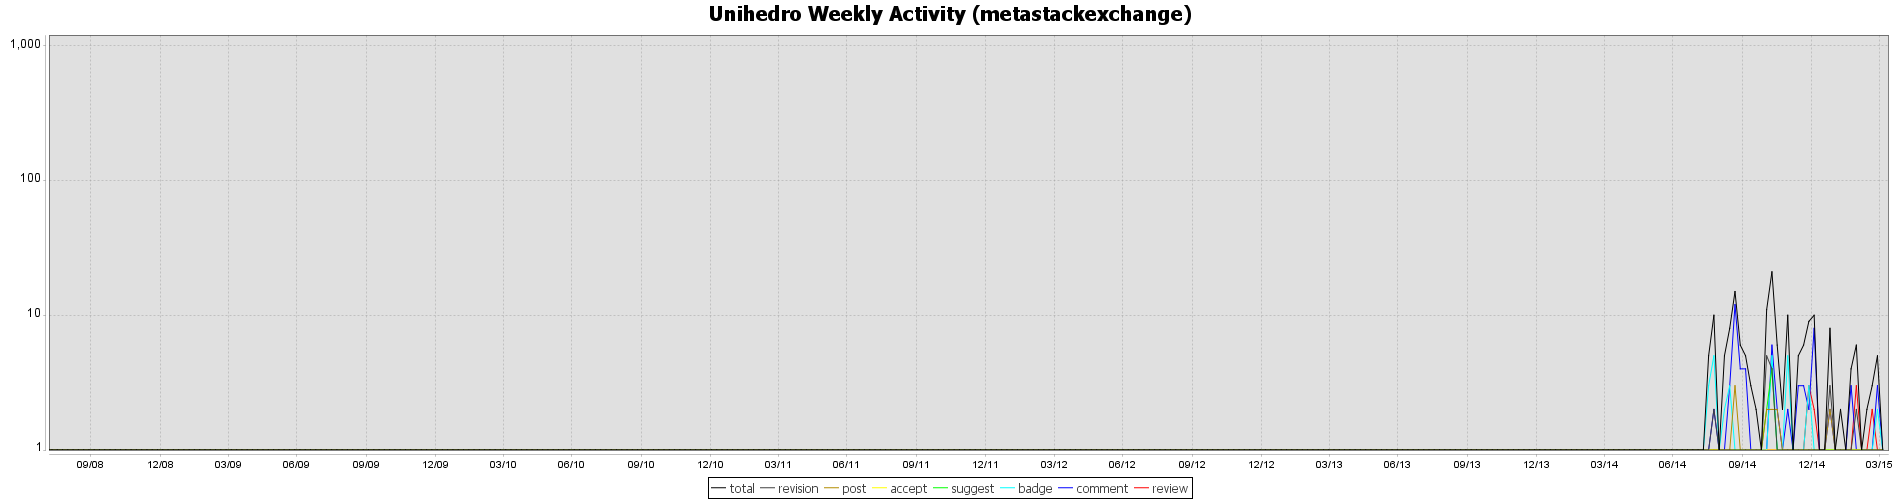 Unihedro Weekly Activity (metastackexchange)
1,000
100
10
1
09/08 12/08 03/09 06/09 09/09 12/09 03/10 06/10 09/10 12/10 03/11 06/11 09/11 12/11 03/12 06/12 09/12 12/12 03/13 06/13 09/13 12/13 03/14 06/14 09/14 12/14 03/15
total revision post accept suggest badge comment review